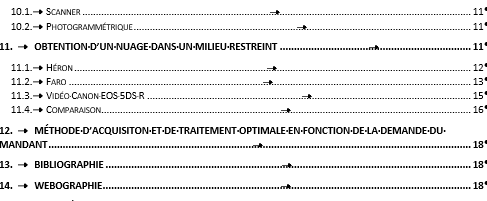 10.1.→ SCANNER → 11¶
10.2.→ PHOTOGRAMMÉTRIQUE → 11¶
11. → OBTENTION·D'UN·NUAGE·DANS·UN·MILIEU·RESTREINT → 11¶
11.1.→ HÉRON → 12¶
11.2.→ FARO → 13¶
11.3.→ VIDÉO·CANON·EOS·5DS·R → 15¶
11.4.→ COMPARAISON → 16¶
12. → MÉTHODE·D'ACQUISITON·ET·DE·TRAITEMENT·OPTIMALE·EN·FONCTION·DE·LA·DEMANDE·DU·
MANDANT → 18¶
13. → BIBLIOGRAPHIE → 18¶
14. → WEBOGRAPHIE → 18¶